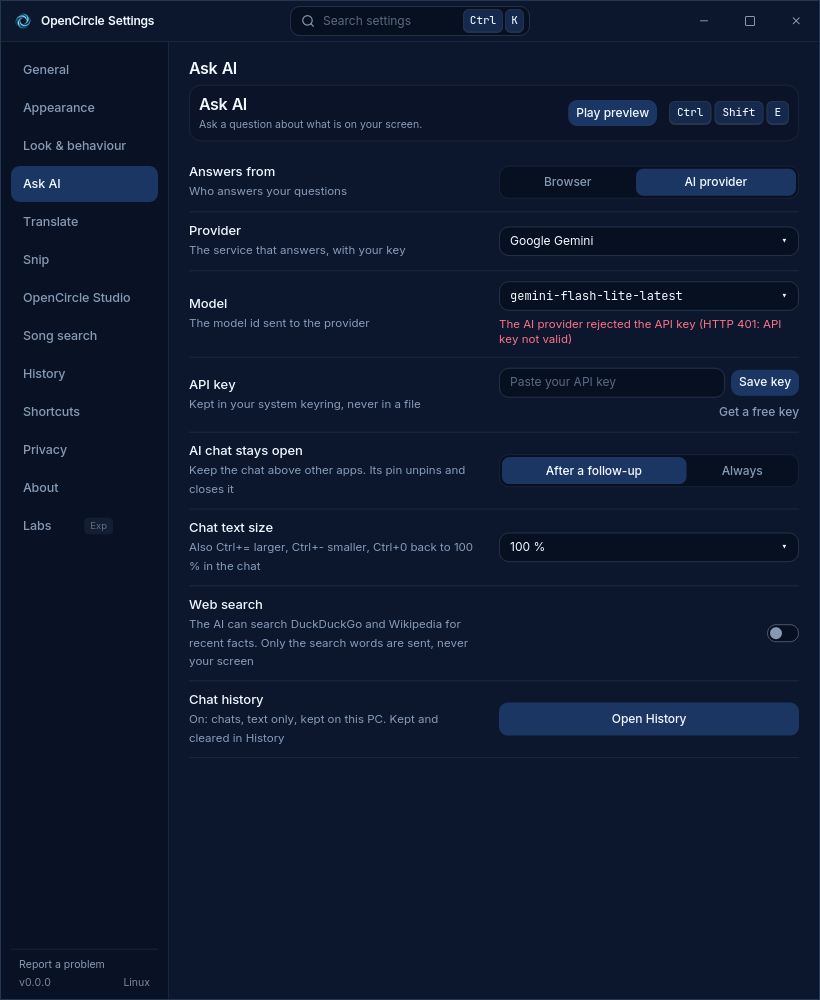 OpenCircle Settings
Search settings
Ctrl K
General
Appearance
Look & behaviour
Ask AI
Translate
Snip
OpenCircle Studio
Song search
History
Shortcuts
Privacy
About
Labs Exp
Report a problem
v0.0.0 Linux
Ask AI
Ask AI
Ask a question about what is on your screen.
Play preview Ctrl Shift E
Answers from
Who answers your questions
Browser AI provider
Provider
The service that answers, with your key
Google Gemini
Model
The model id sent to the provider
gemini-flash-lite-latest
The AI provider rejected the API key (HTTP 401: API
key not valid)
API key
Kept in your system keyring, never in a file
Paste your API key Save key
Get a free key
AI chat stays open
Keep the chat above other apps. Its pin unpins and
closes it
After a follow-up Always
Chat text size
Also Ctrl+= larger, Ctrl+- smaller, Ctrl+0 back to 100
% in the chat
100 %
Web search
The AI can search DuckDuckGo and Wikipedia for
recent facts. Only the search words are sent, never
your screen
Chat history
On: chats, text only, kept on this PC. Kept and
cleared in History
Open History